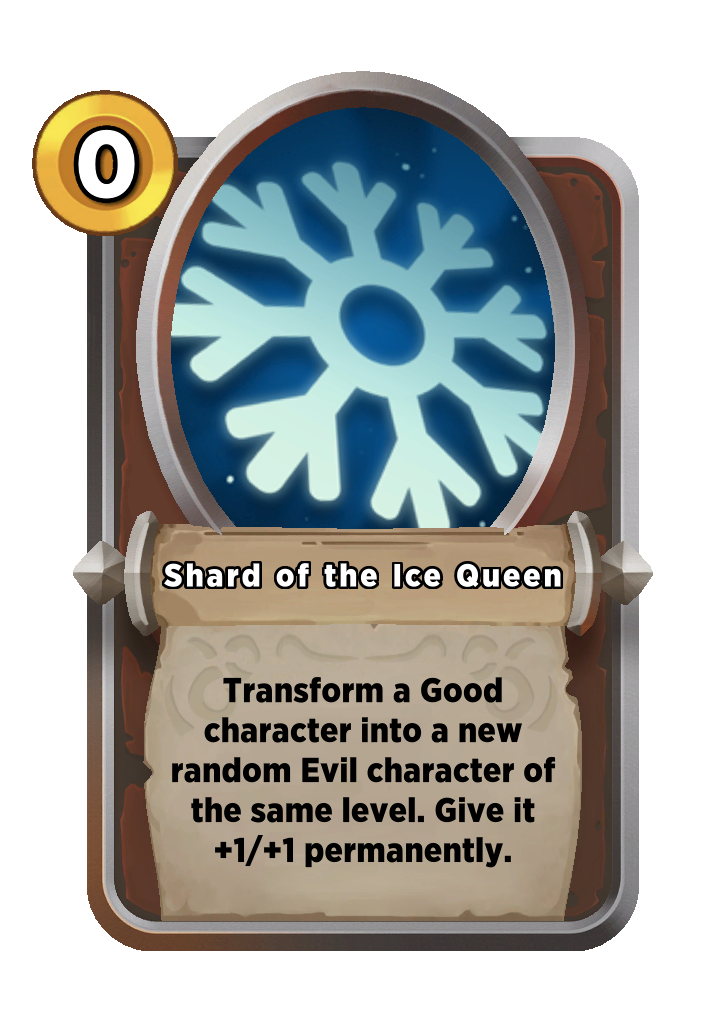 0
Shard of the Ice Queen
Transform a Good
character into a new
random Evil character of
the same level. Give it
+1/+1 permanently.